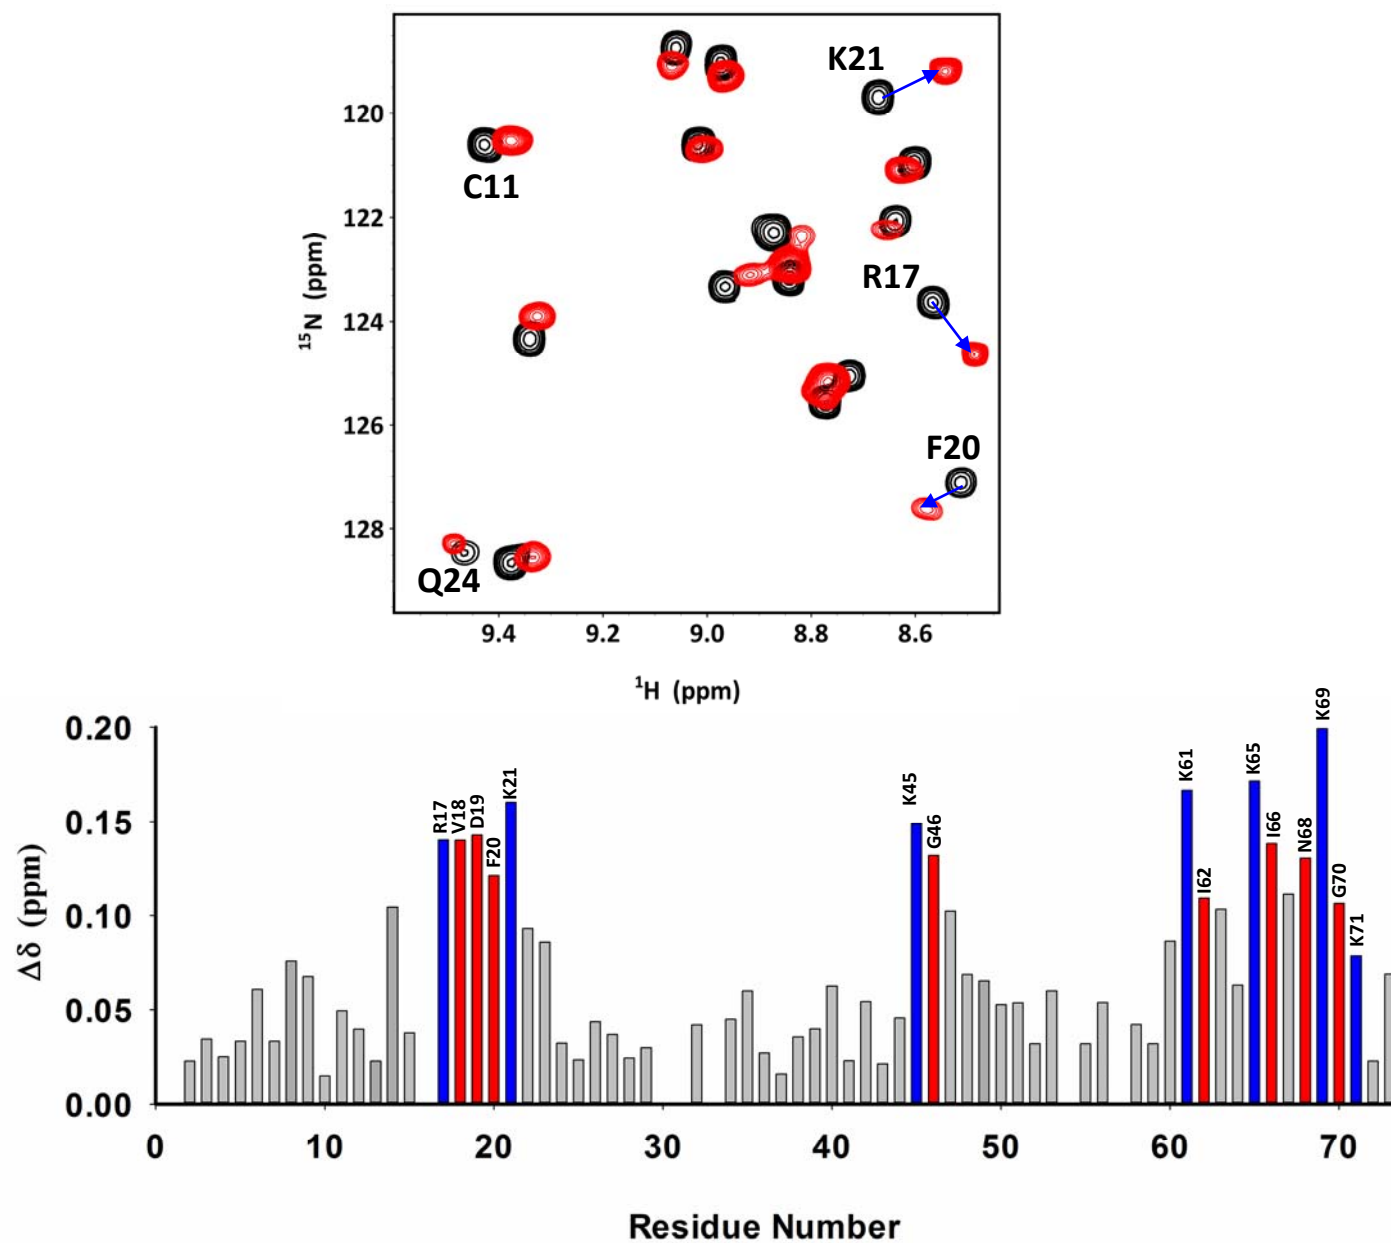 K21
120
C11
122
R17
¹⁵N (ppm)
124
126
F20
128
Q24
9.4 9.2 9.0 8.8 8.6
¹H (ppm)
K69
0.20
K61 K65
K21
K45
R17 V18 D19 F20
0.15
G46
I66 N68
I62 G70 K71
Δδ (ppm)
0.10
0.05
0.00
0 10 20 30 40 50 60 70
Residue Number